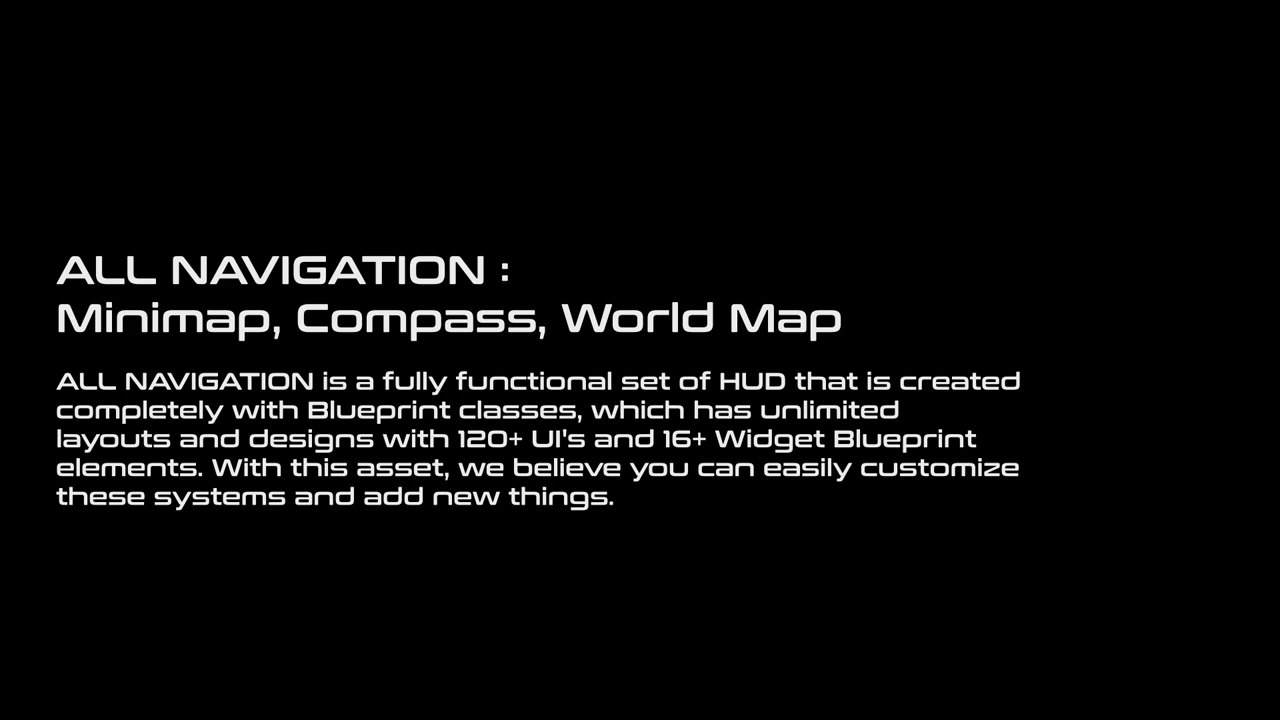 ALL NAVIGATION :
Minimap, Compass, World Map
ALL NAVIGATION is a fully functional set of HUD that is created
completely with Blueprint classes, which has unlimited
layouts and designs with 120+ UI's and 16+ Widget Blueprint
elements. With this asset, we believe you can easily customize
these systems and add new things.